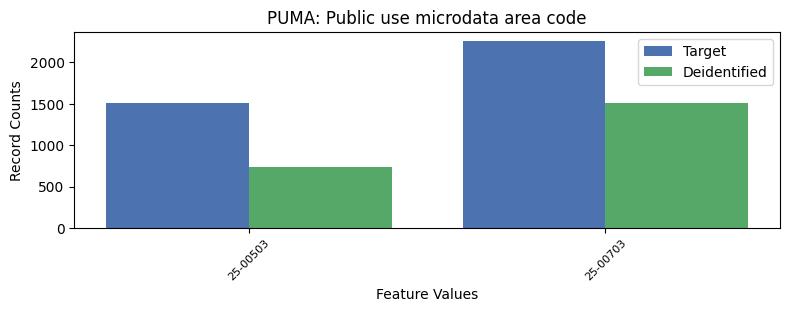 PUMA: Public use microdata area code
Target
Deidentified
Record Counts
2000
1500
1000
500
0
25-00503
25-00703
Feature Values